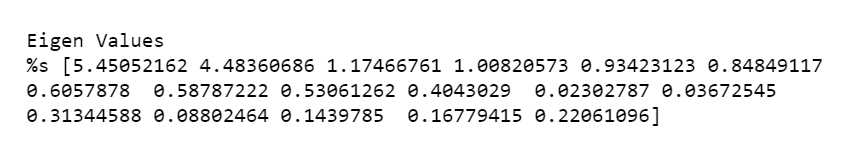 Eigen Values
%s [5.45052162 4.48360686 1.17466761 1.00820573 0.93423123 0.84849117
0.6057878  0.58787222 0.53061262 0.4043029  0.02302787 0.03672545
0.31344588 0.08802464 0.1439785  0.16779415 0.22061096]